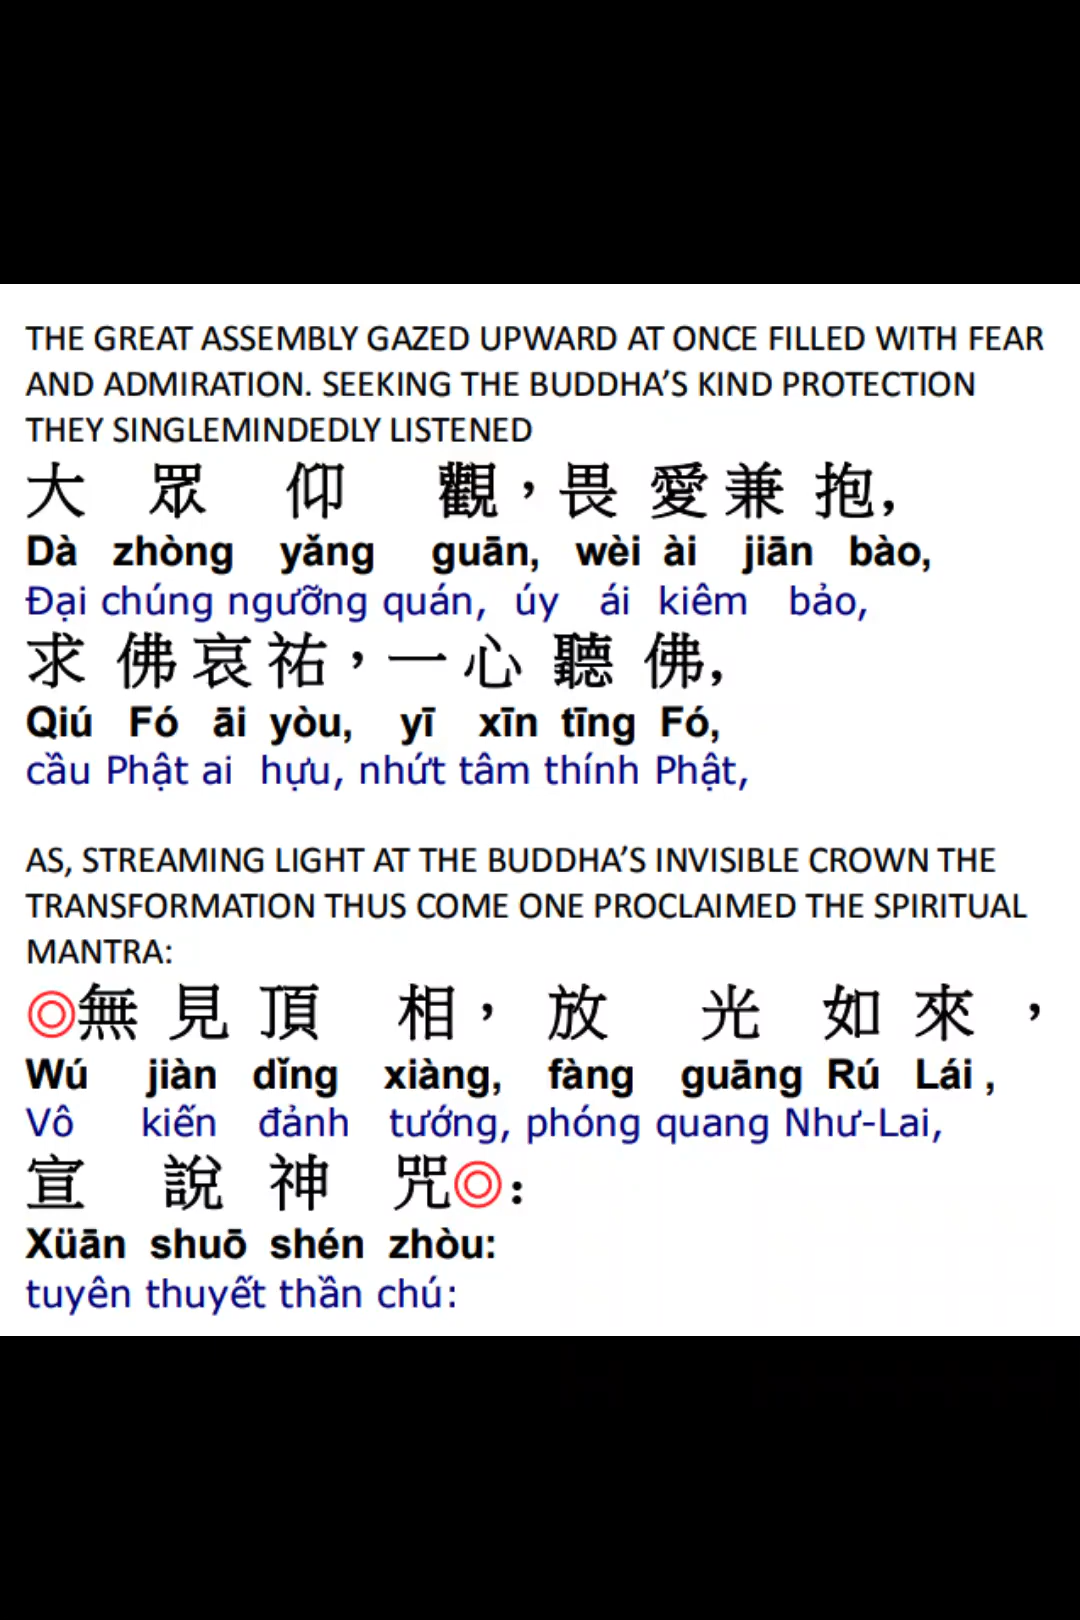 THE GREAT ASSEMBLY GAZED UPWARD AT ONCE FILLED WITH FEAR
AND ADMIRATION. SEEKING THE BUDDHA’S KIND PROTECTION
THEY SINGLEMINDEDLY LISTENED
大 眾 仰 觀，畏 愛 兼 抱,
Dà zhòng yǎng guān, wèi ài jiān bào,
Đại chúng ngưỡng quán, úy ái kiêm bảo,
求 佛 哀 祐，一 心 聽 佛,
Qiú Fó āi yòu, yī xīn tīng Fó,
cầu Phật ai hựu, nhứt tâm thính Phật,
AS, STREAMING LIGHT AT THE BUDDHA’S INVISIBLE CROWN THE
TRANSFORMATION THUS COME ONE PROCLAIMED THE SPIRITUAL
MANTRA:
◎無 見 頂 相，放 光 如 來 ，
Wú jiàn dǐng xiàng, fàng guāng Rú Lái ,
Vô kiến đảnh tướng, phóng quang Như-Lai,
宣 說 神 咒◎：
Xüān shuō shén zhòu:
tuyên thuyết thần chú: